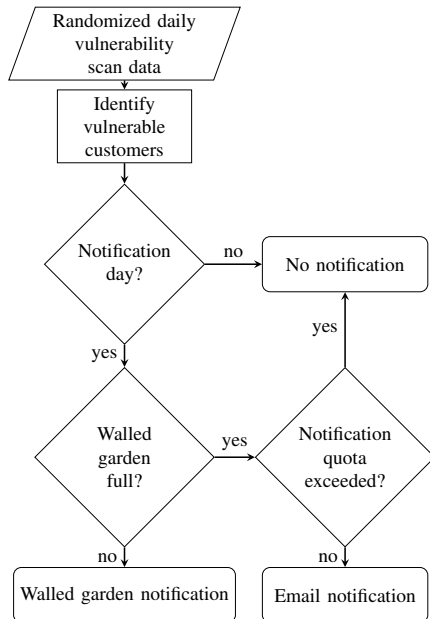 Randomized daily
vulnerability
scan data
Identify
vulnerable
customers
Notification
day?
no
No notification
yes
yes
Walled
garden
full?
yes
Notification
quota
exceeded?
no
no
Walled garden notification
Email notification